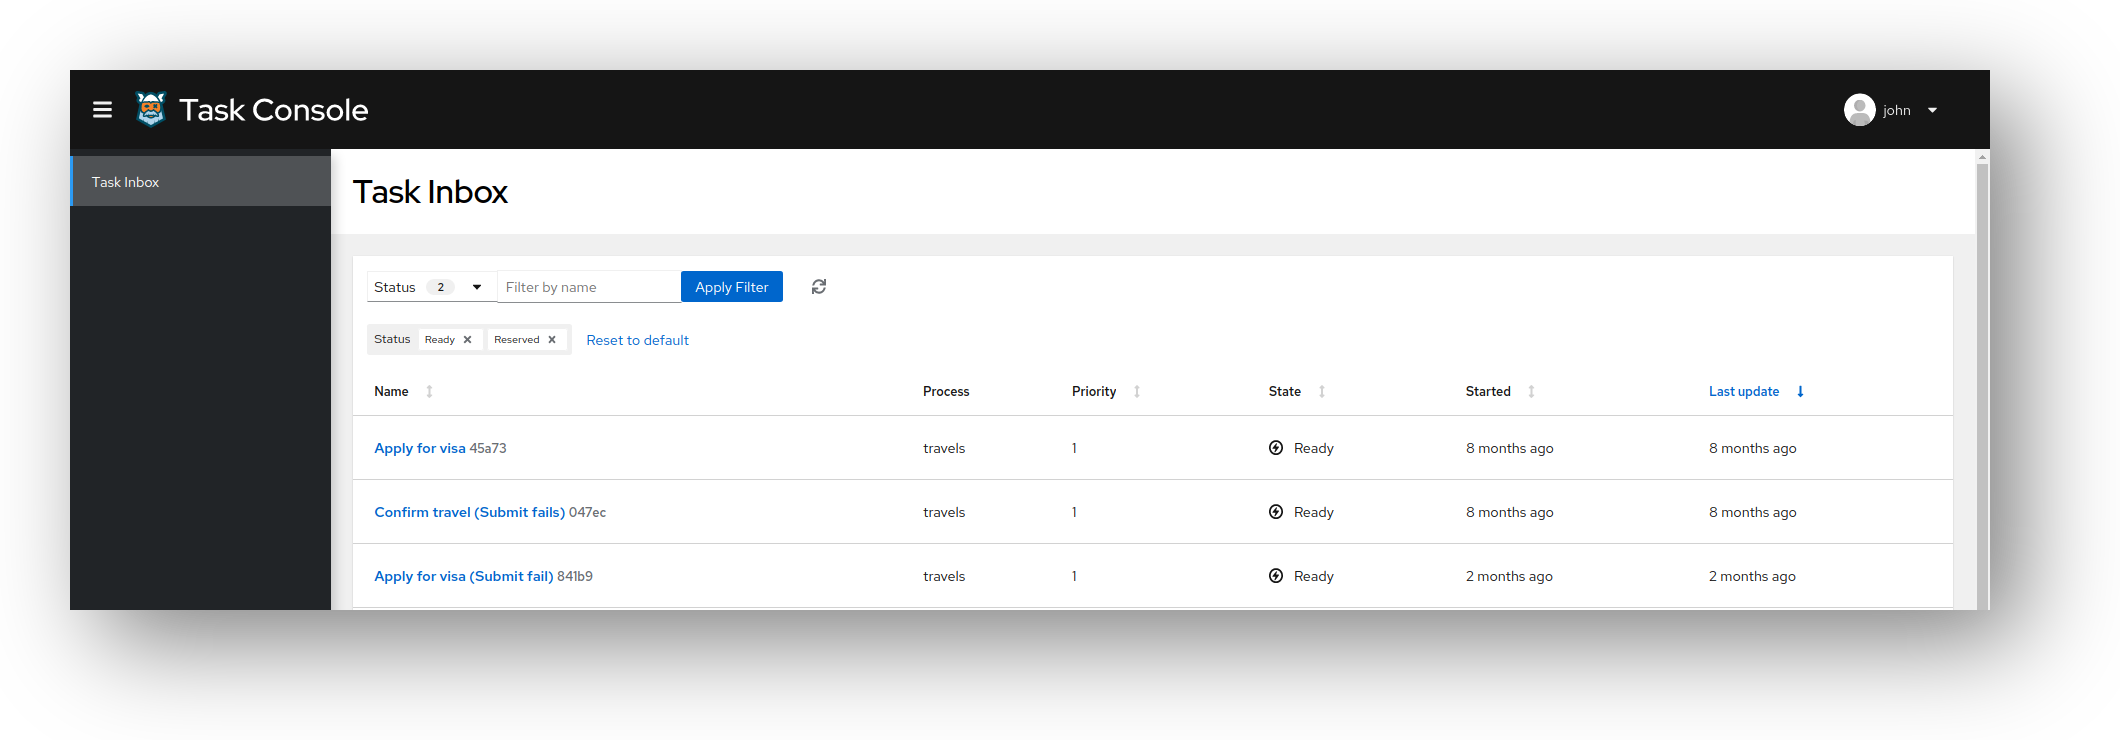 Task Console
john
Task Inbox
Task Inbox
Status 2 Filter by name Apply Filter
Status Ready Reserved Reset to default
Name Process Priority State Started Last update
Apply for visa 45a73 travels 1 Ready 8 months ago 8 months ago
Confirm travel (Submit fails) 047ec travels 1 Ready 8 months ago 8 months ago
Apply for visa (Submit fail) 841b9 travels 1 Ready 2 months ago 2 months ago